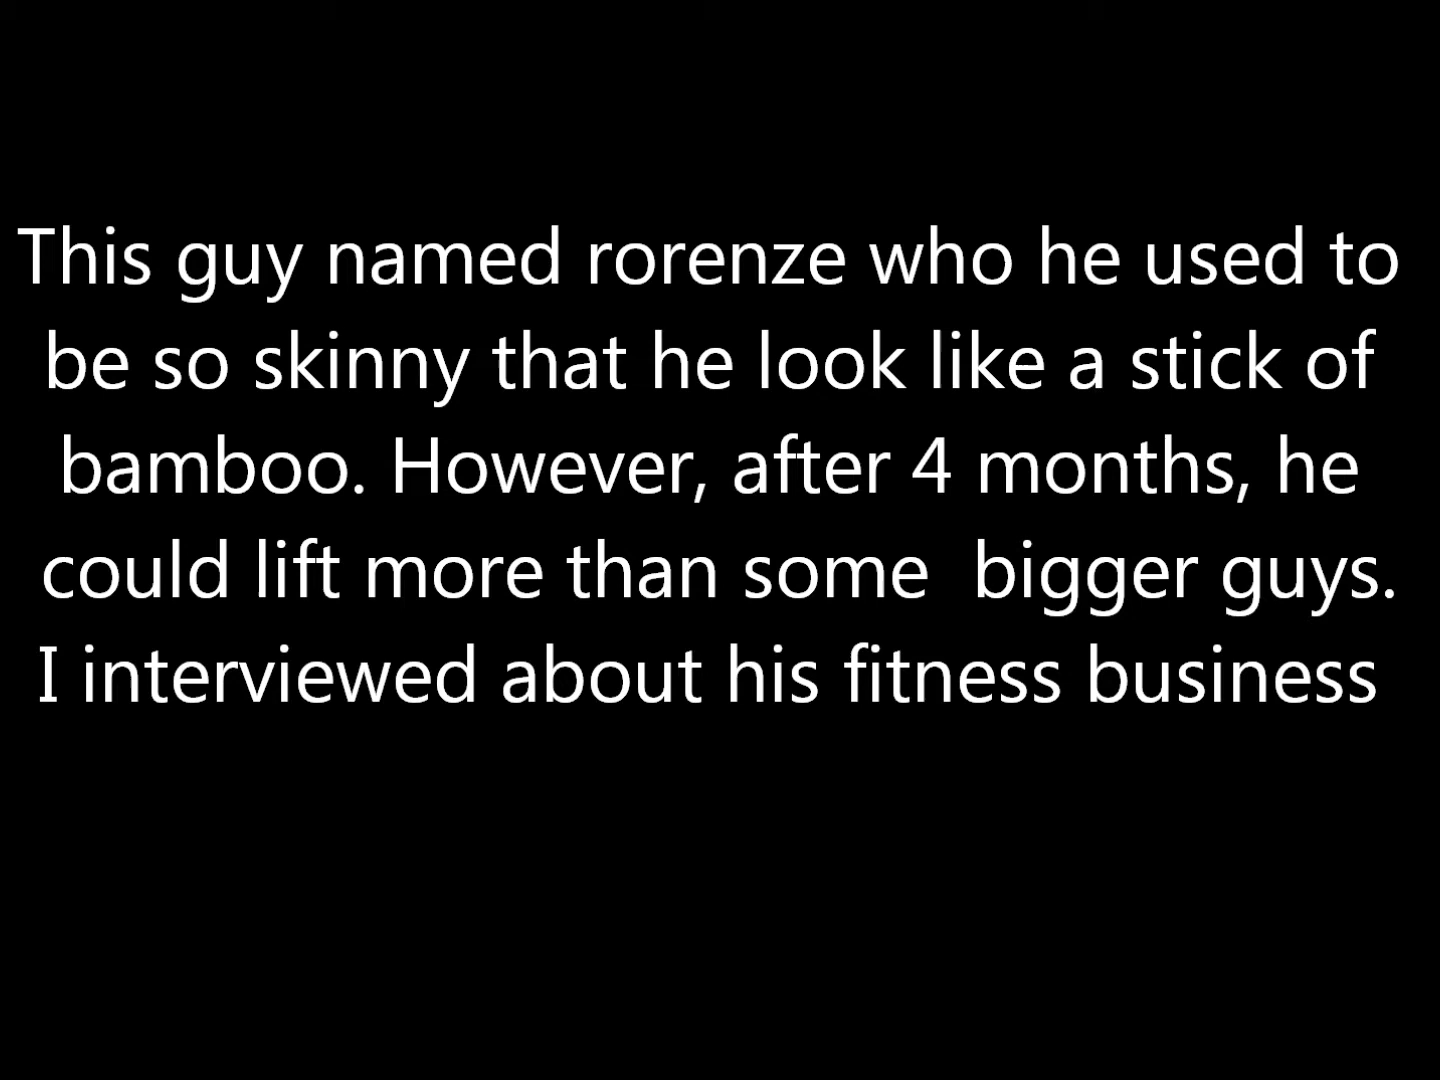 This guy named rorenze who he used to
be so skinny that he look like a stick of
bamboo. However, after 4 months, he
could lift more than some  bigger guys.
I interviewed about his fitness business